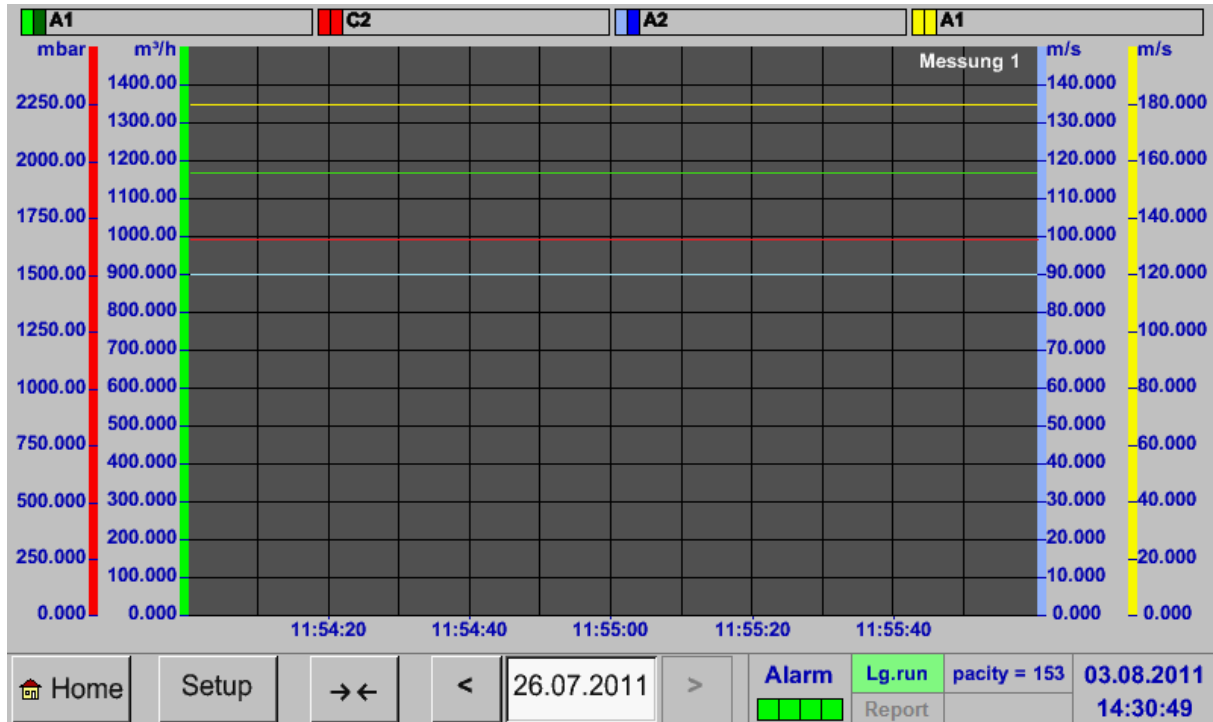 A1 C2 A2 A1
mbar m³/h Messung 1 m/s m/s
1400.00 140.000
2250.00 180.000
1300.00 130.000
2000.00 1200.00 120.000 160.000
1100.00 110.000
1750.00 140.000
1000.00 100.000
1500.00 900.000 90.000 120.000
800.000 80.000
1250.00 100.000
700.000 70.000
1000.00 600.000 60.000 80.000
500.000 50.000
750.000 60.000
400.000 40.000
500.000 300.000 30.000 40.000
200.000 20.000
250.000 20.000
100.000 10.000
0.000 0.000 0.000 0.000
11:54:20 11:54:40 11:55:00 11:55:20 11:55:40
Home Setup → ← < 26.07.2011 > Alarm Lg.run pacity = 153 03.08.2011
Report 14:30:49